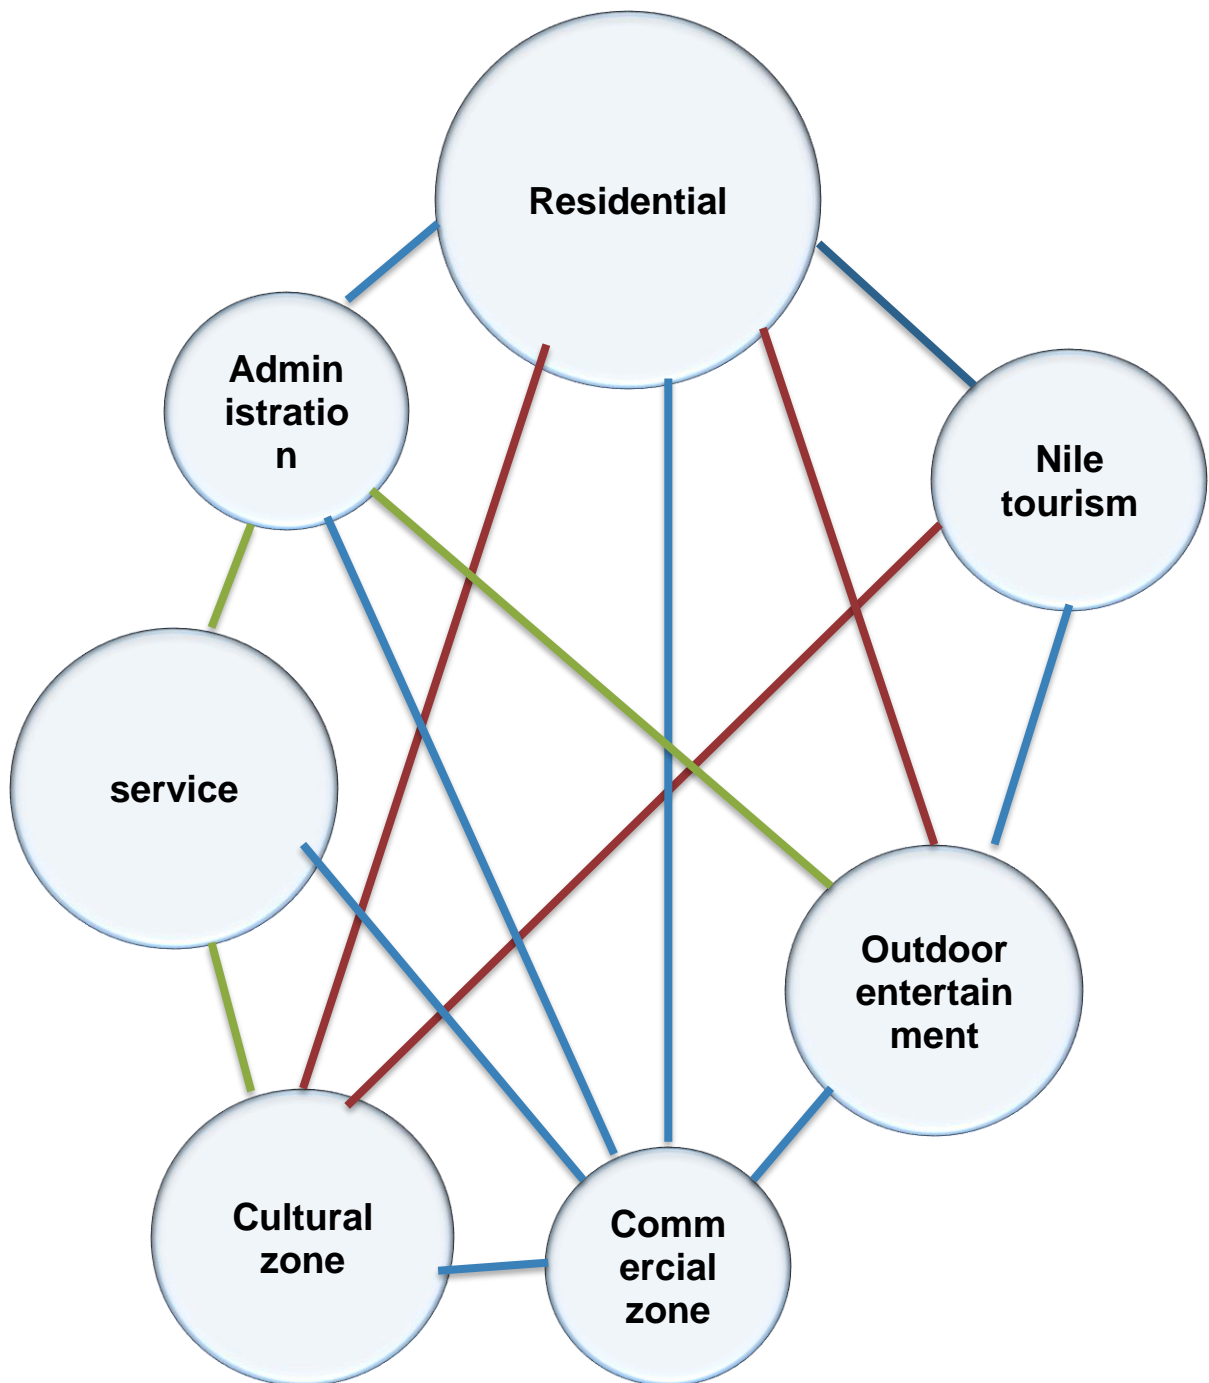 Residential
Admin
istratio
n
Nile
tourism
service
Outdoor
entertain
ment
Cultural
zone
Comm
ercial
zone